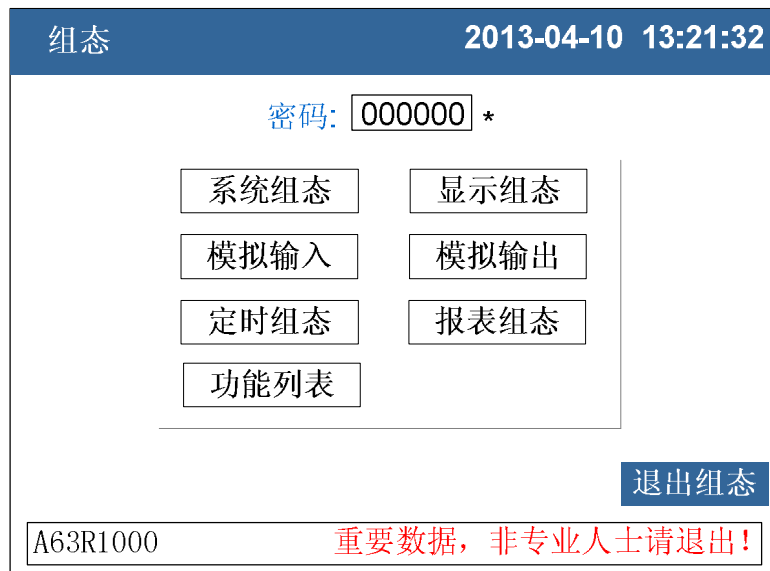 组态 2013-04-10 13:21:32
密码: 000000 *
系统组态 显示组态
模拟输入 模拟输出
定时组态 报表组态
功能列表
退出组态
A63R1000 重要数据，非专业人士请退出！